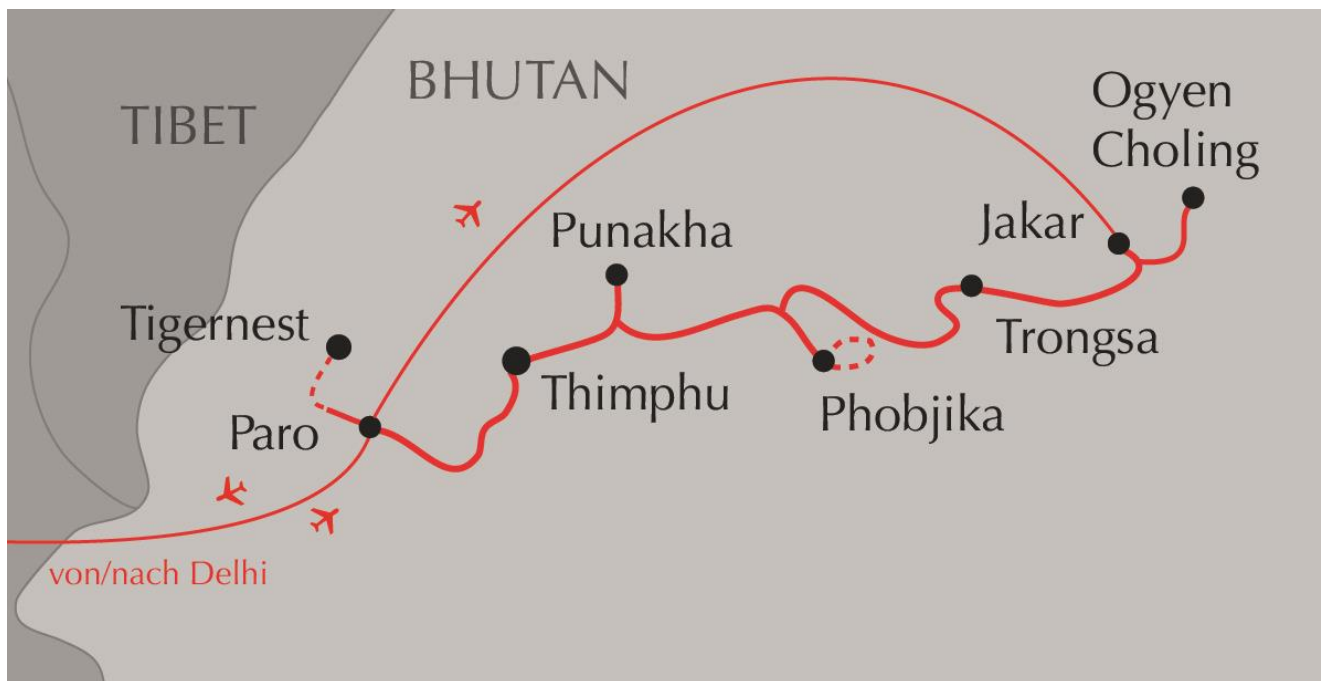 BHUTAN
TIBET
Ogyen
Choling
Punakha
Jakar
Tigernest
Trongsa
Thimphu
Phobjika
Paro
von/nach Delhi